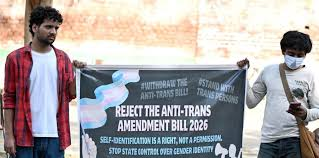 #WITHDRAW THE
ANTI-TRANS BILL!
#STAND WITH
TRANS PERSONS
REJECT THE ANTI-TRANS
AMENDMENT BILL 2026
SELF-IDENTIFICATION IS A RIGHT, NOT A PERMISSION.
STOP STATE CONTROL OVER GENDER IDENTITY